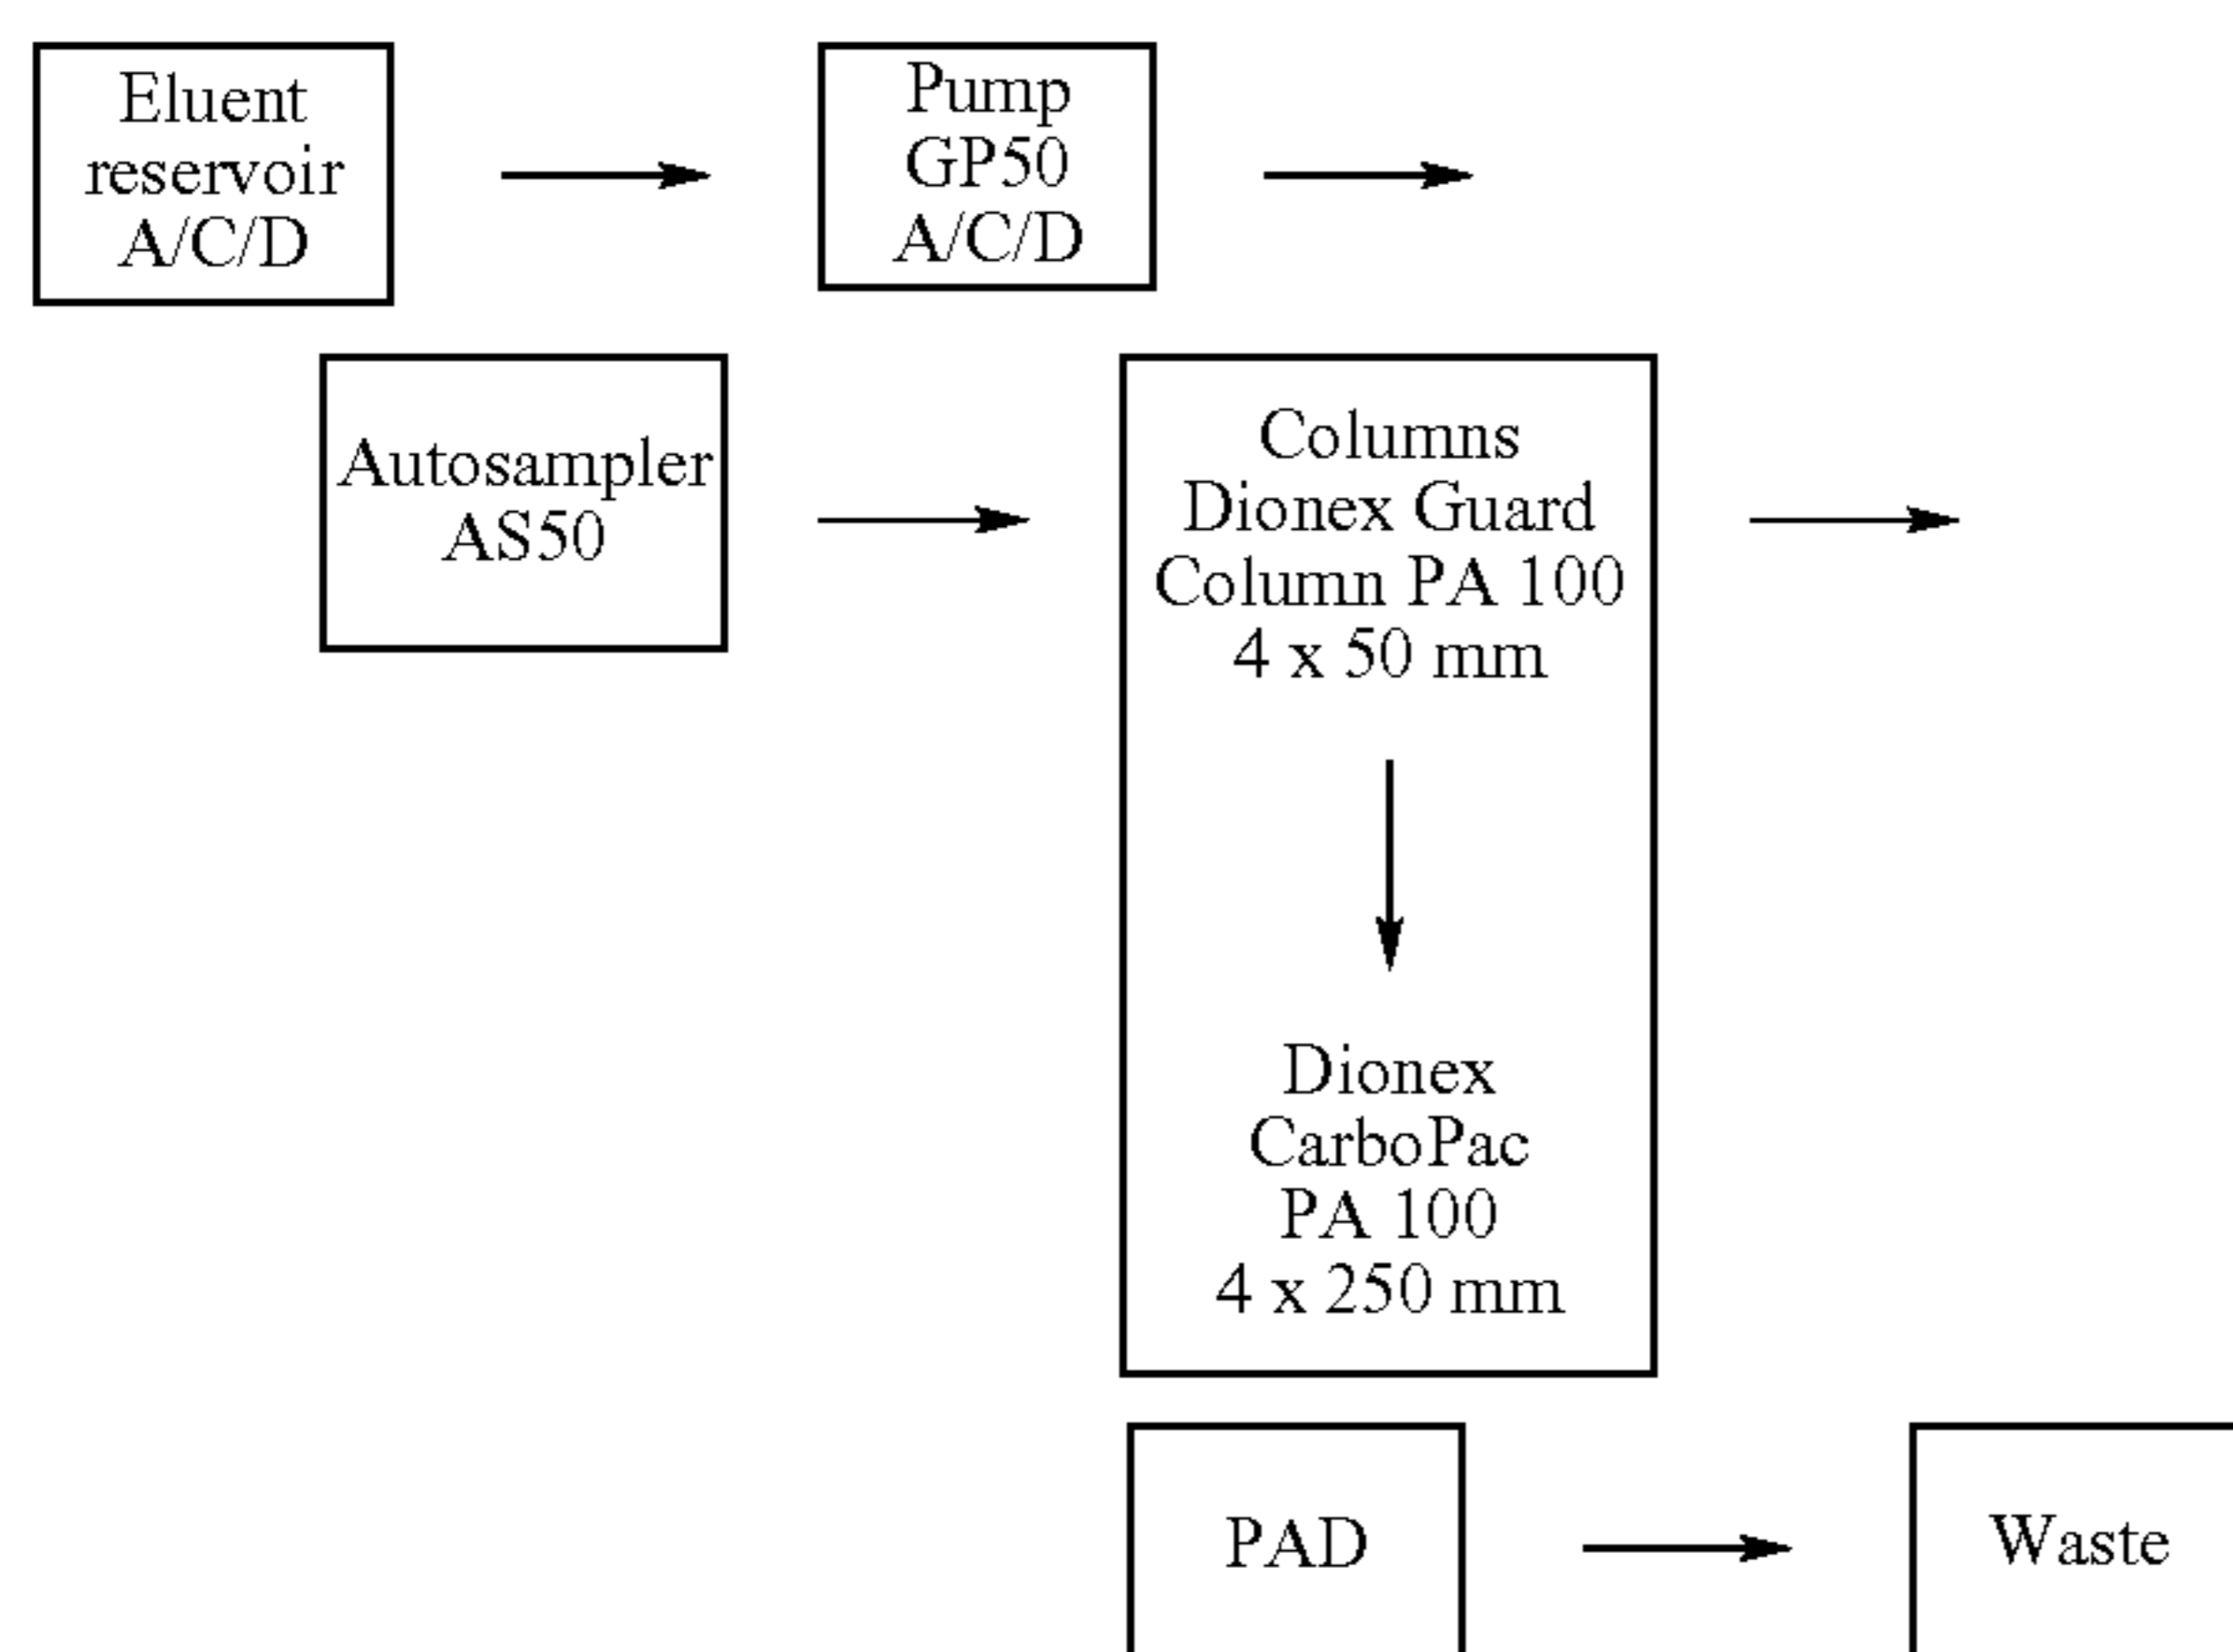 Eluent
reservoir
A/C/D
Pump
GP50
A/C/D
Autosampler
AS50
Columns
Dionex Guard
Column PA 100
4 x 50 mm
Dionex
CarboPac
PA 100
4 x 250 mm
PAD
Waste